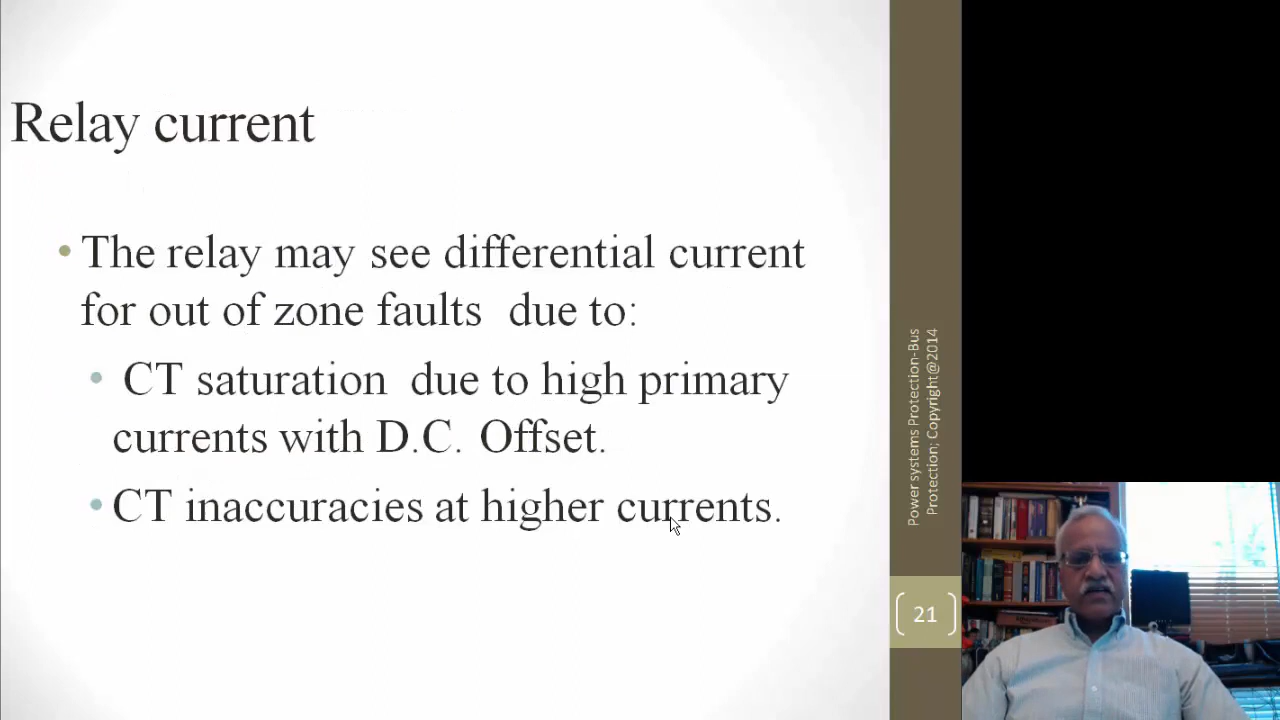 Relay current
• The relay may see differential current
for out of zone faults due to:
• CT saturation due to high primary
currents with D.C. Offset.
• CT inaccuracies at higher currents.
Power systems Protection-Bus
Protection; Copyright@2014
21